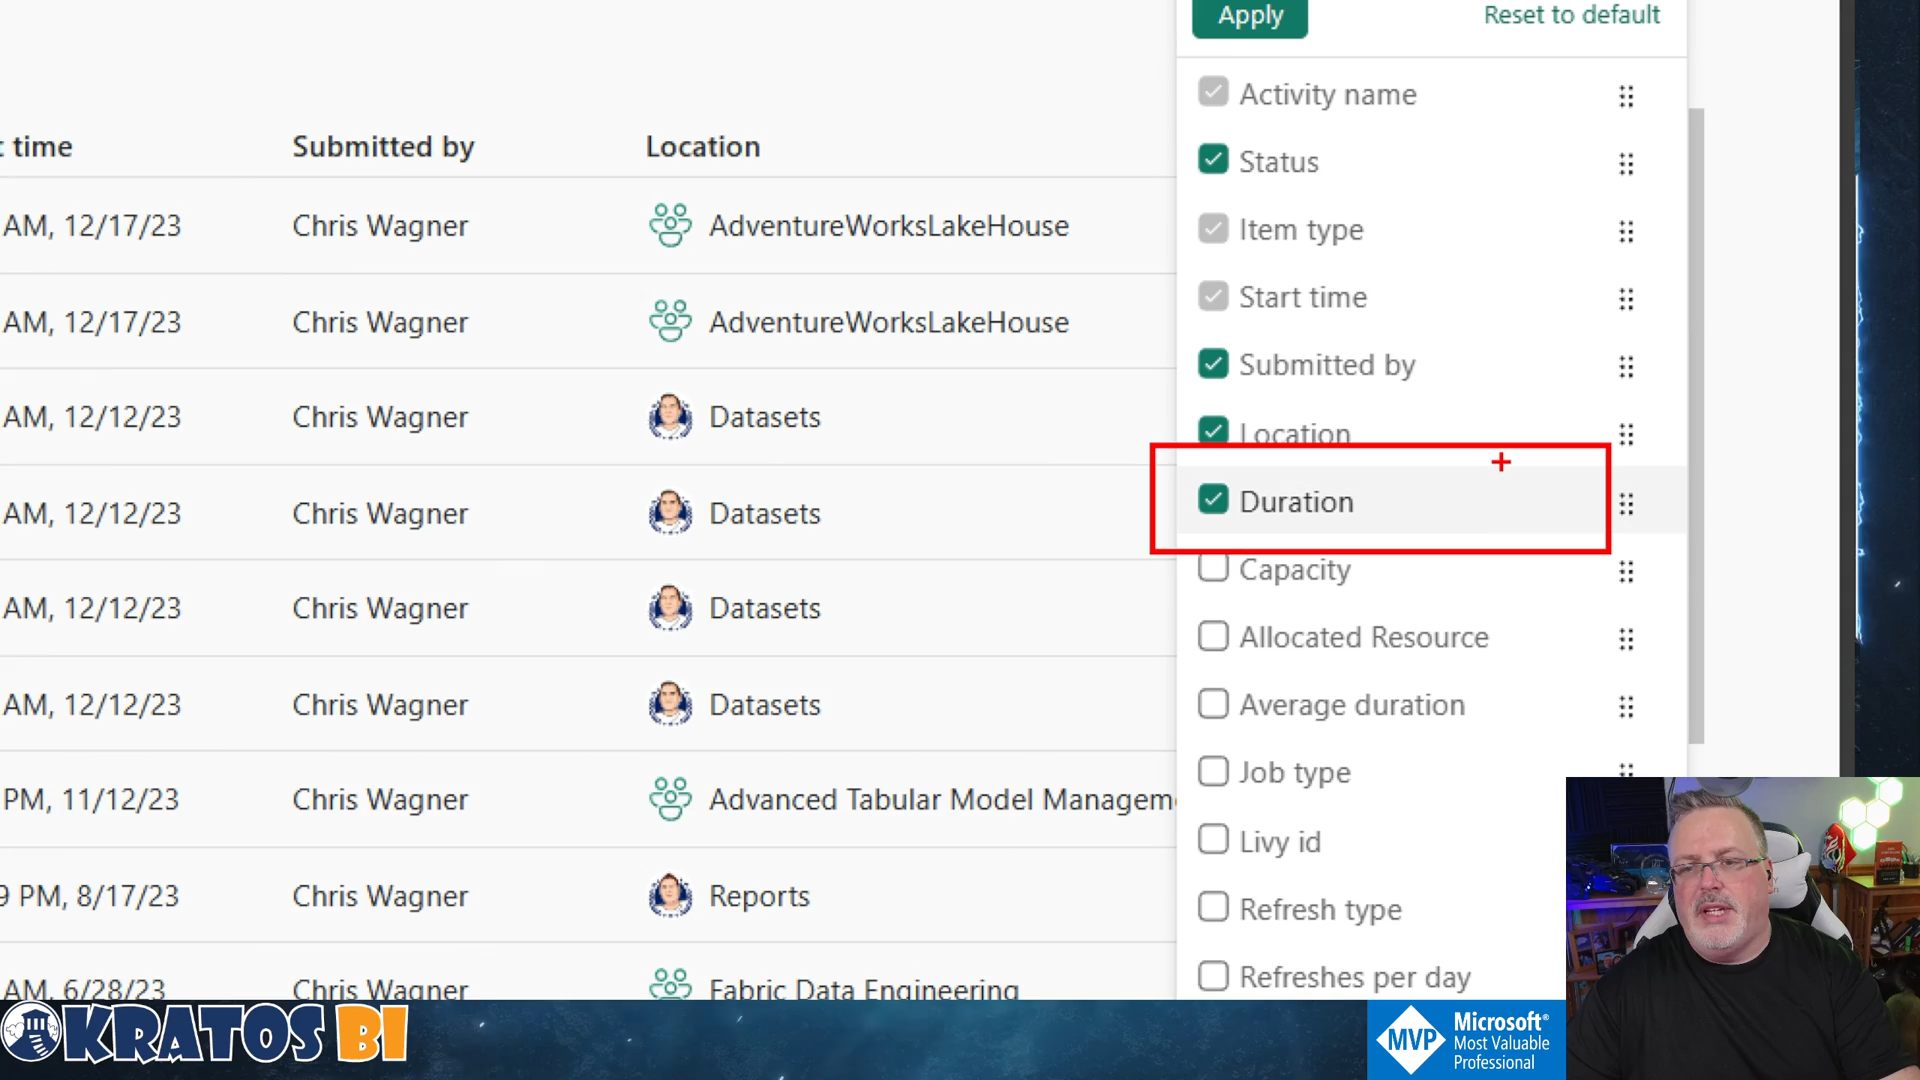 Apply
Reset to default
time
Submitted by
Location
AM, 12/17/23
Chris Wagner
AdventureWorksLakeHouse
AM, 12/17/23
Chris Wagner
AdventureWorksLakeHouse
AM, 12/12/23
Chris Wagner
Datasets
AM, 12/12/23
Chris Wagner
Datasets
AM, 12/12/23
Chris Wagner
Datasets
AM, 12/12/23
Chris Wagner
Datasets
PM, 11/12/23
Chris Wagner
Advanced Tabular Model Managem
9 PM, 8/17/23
Chris Wagner
Reports
AM, 6/28/23
Chris Wagner
Fabric Data Engineering
Activity name
Status
Item type
Start time
Submitted by
Location
Duration
Capacity
Allocated Resource
Average duration
Job type
Livy id
Refresh type
Refreshes per day
KRATOS BI
MVP
Microsoft®
Most Valuable
Professional